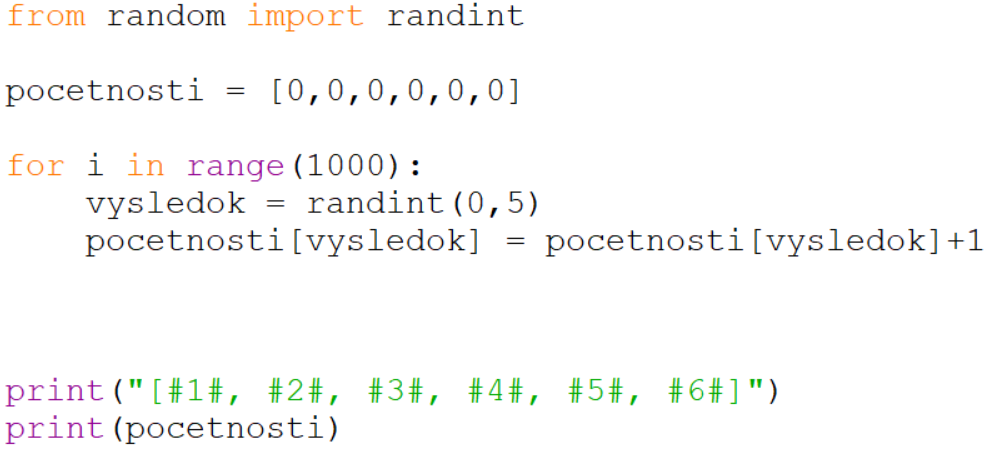 from random import randint
pocetnosti = [0,0,0,0,0,0]
for i in range(1000):
    vysledok = randint(0,5)
    pocetnosti[vysledok] = pocetnosti[vysledok]+1
print("[#1#, #2#, #3#, #4#, #5#, #6#]")
print(pocetnosti)